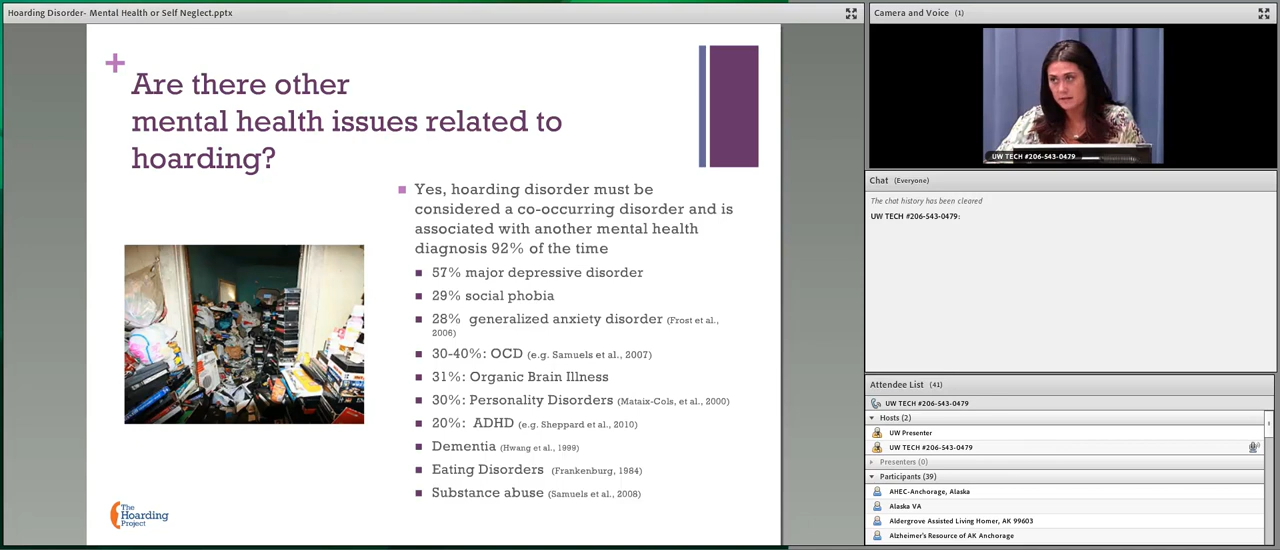 Hoarding Disorder- Mental Health or Self Neglect.pptx
+
Are there other
mental health issues related to
hoarding?
Yes, hoarding disorder must be
considered a co-occurring disorder and is
associated with another mental health
diagnosis 92% of the time
57% major depressive disorder
29% social phobia
28% generalized anxiety disorder (Frost et al.,
2006)
30-40%: OCD (e.g. Samuels et al., 2007)
31%: Organic Brain Illness
30%: Personality Disorders (Mataix-Cols, et al., 2000)
20%: ADHD (e.g. Sheppard et al., 2010)
Dementia (Hwang et al., 1999)
Eating Disorders (Frankenburg, 1984)
Substance abuse (Samuels et al., 2008)
The
Hoarding
Project
Camera and Voice (1)
UW TECH #206-543-0479
Chat (Everyone)
The chat history has been cleared
UW TECH #206-543-0479:
Attendee List (41)
UW TECH #206-543-0479
Hosts (2)
UW Presenter
UW TECH #206-543-0479
Presenters (0)
Participants (39)
AHEC-Anchorage, Alaska
Alaska VA
Aldergrove Assisted Living Homer, AK 99603
Alzheimer's Resource of AK Anchorage